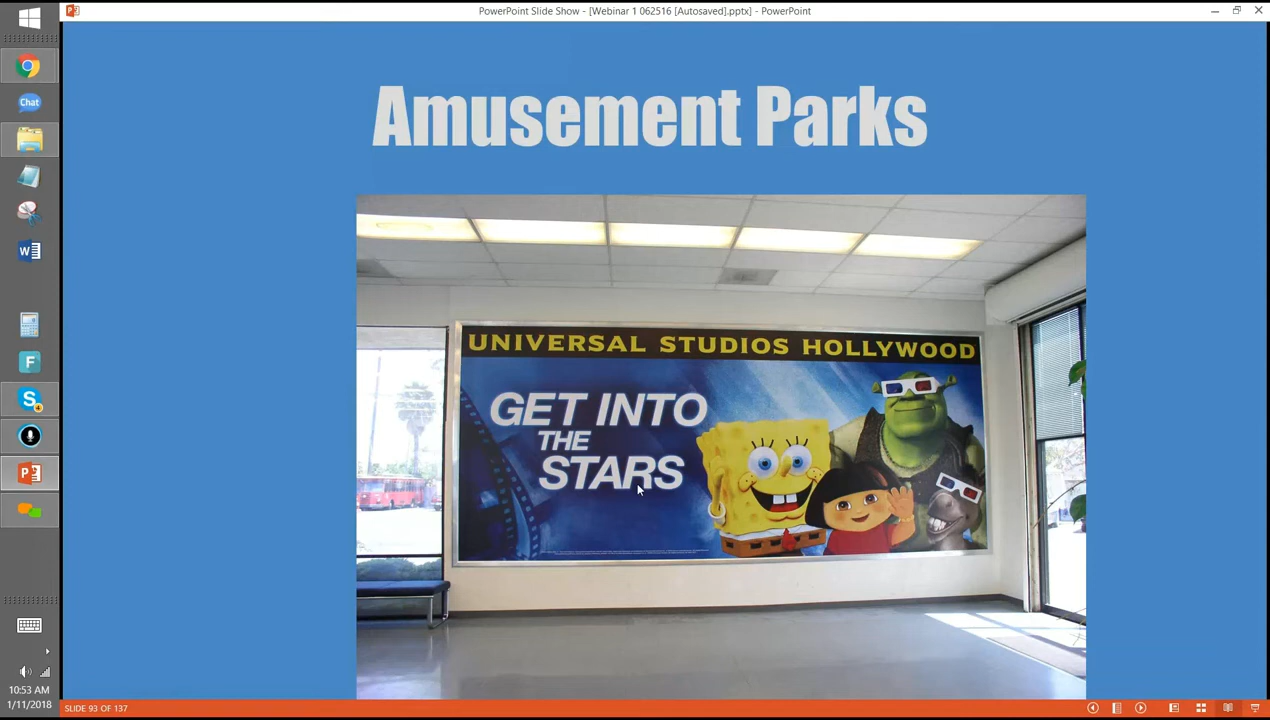 PowerPoint Slide Show - [Webinar 1 062516 [Autosaved].pptx] - PowerPoint
Chat
Amusement Parks
UNIVERSAL STUDIOS HOLLYWOOD
GET INTO
THE
STARS
10:53 AM
1/11/2018
SLIDE 93 OF 137